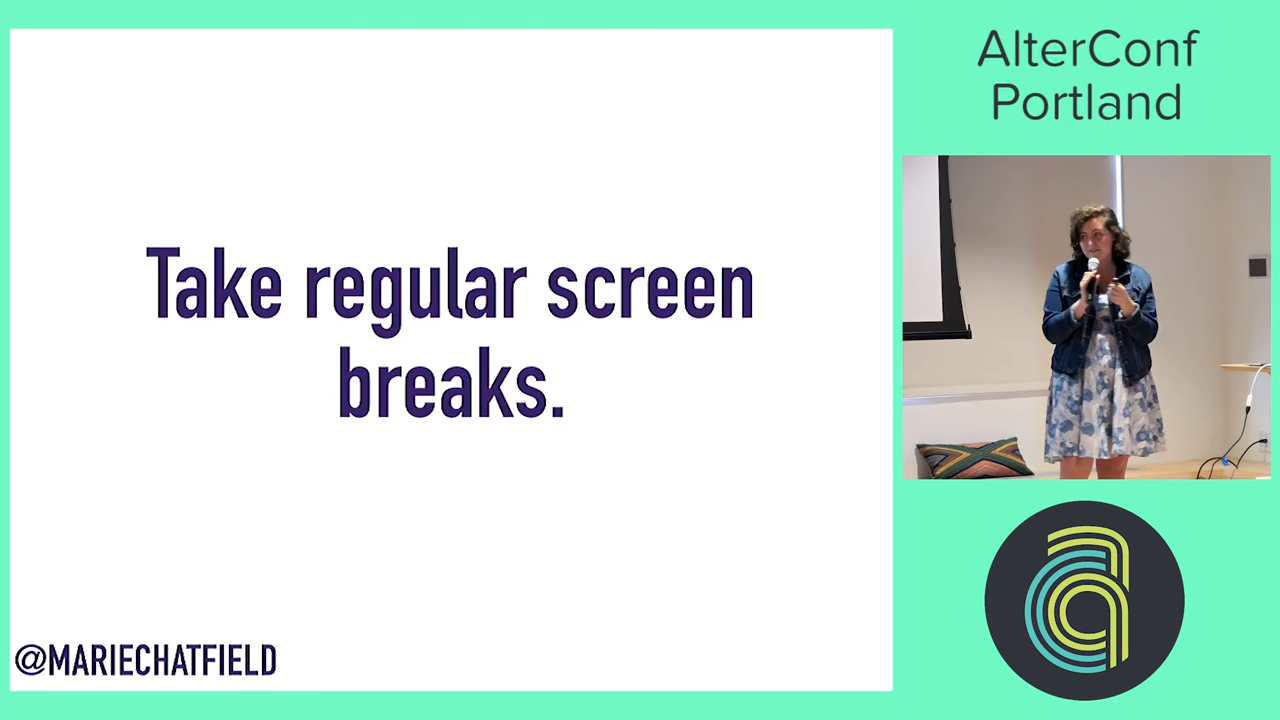 Take regular screen
breaks.
@MARIECHATFIELD
AlterConf
Portland